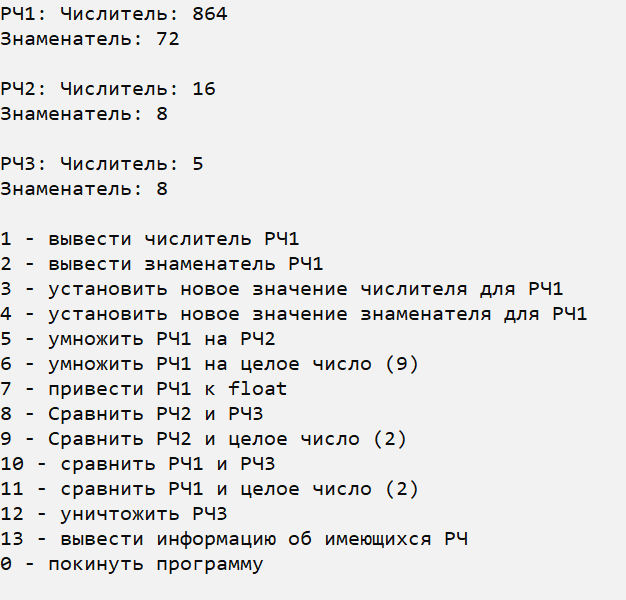 РЧ1: Числитель: 864
Знаменатель: 72
РЧ2: Числитель: 16
Знаменатель: 8
РЧ3: Числитель: 5
Знаменатель: 8
1 - вывести числитель РЧ1
2 - вывести знаменатель РЧ1
3 - установить новое значение числителя для РЧ1
4 - установить новое значение знаменателя для РЧ1
5 - умножить РЧ1 на РЧ2
6 - умножить РЧ1 на целое число (9)
7 - привести РЧ1 к float
8 - Сравнить РЧ2 и РЧ3
9 - Сравнить РЧ2 и целое число (2)
10 - сравнить РЧ1 и РЧ3
11 - сравнить РЧ1 и целое число (2)
12 - уничтожить РЧ3
13 - вывести информацию об имеющихся РЧ
0 - покинуть программу